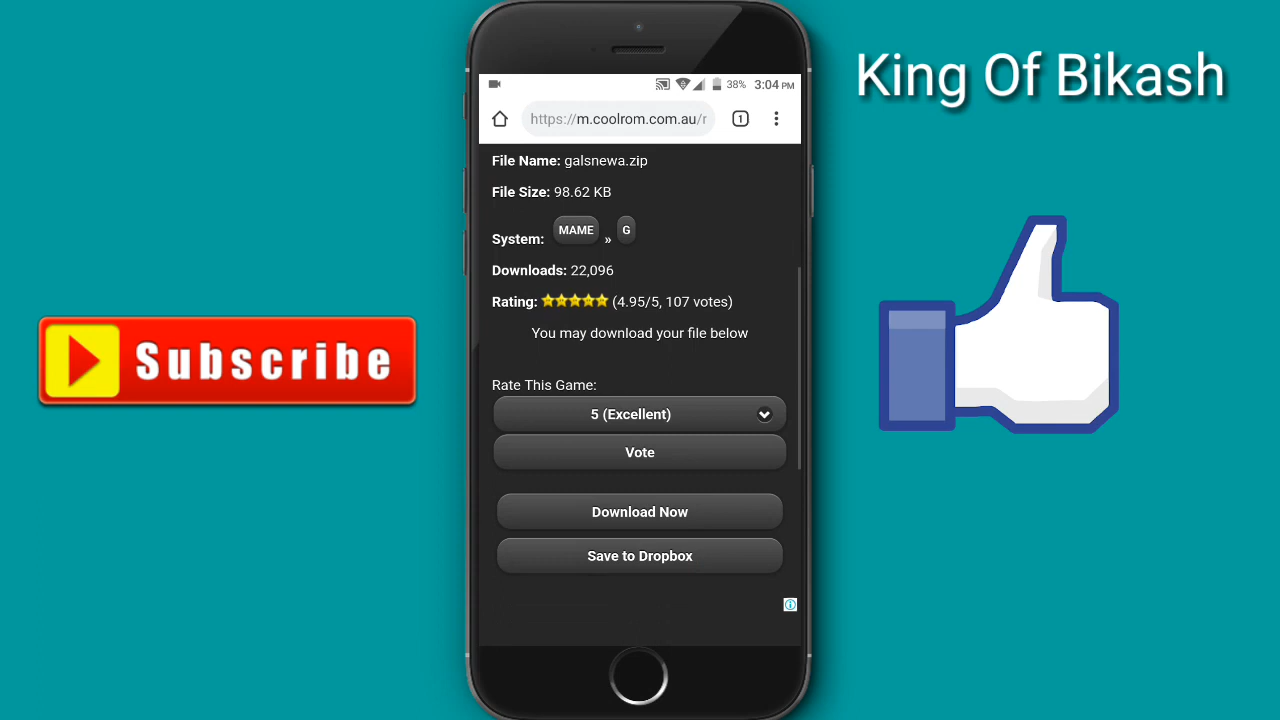 King Of Bikash
38% 3:04 PM
https://m.coolrom.com.au/r
1
File Name: galsnewa.zip
File Size: 98.62 KB
System: MAME » G
Downloads: 22,096
Rating: (4.95/5, 107 votes)
You may download your file below
Subscribe
Rate This Game:
5 (Excellent)
Vote
Download Now
Save to Dropbox